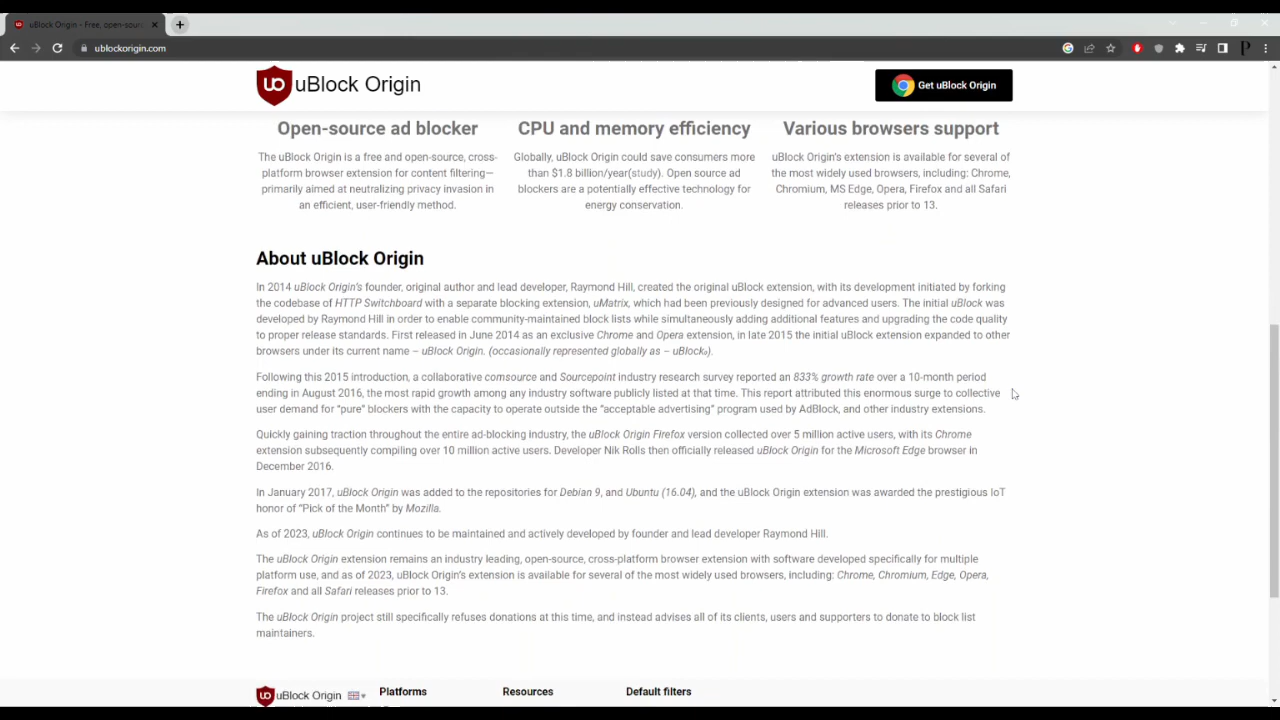 uBlock Origin - Free, open-sourc
ublockorigin.com
uBlock Origin
Get uBlock Origin
Open-source ad blocker
The uBlock Origin is a free and open-source, cross-
platform browser extension for content filtering—
primarily aimed at neutralizing privacy invasion in
an efficient, user-friendly method.
CPU and memory efficiency
Globally, uBlock Origin could save consumers more
than $1.8 billion/year(study). Open source ad
blockers are a potentially effective technology for
energy conservation.
Various browsers support
uBlock Origin's extension is available for several of
the most widely used browsers, including: Chrome,
Chromium, MS Edge, Opera, Firefox and all Safari
releases prior to 13.
About uBlock Origin
In 2014 uBlock Origin's founder, original author and lead developer, Raymond Hill, created the original uBlock extension, with its development initiated by forking
the codebase of HTTP Switchboard with a separate blocking extension, uMatrix, which had been previously designed for advanced users. The initial uBlock was
developed by Raymond Hill in order to enable community-maintained block lists while simultaneously adding additional features and upgrading the code quality
to proper release standards. First released in June 2014 as an exclusive Chrome and Opera extension, in late 2015 the initial uBlock extension expanded to other
browsers under its current name – uBlock Origin. (occasionally represented globally as – uBlock₀).
Following this 2015 introduction, a collaborative comsource and Sourcepoint industry research survey reported an 833% growth rate over a 10-month period
ending in August 2016, the most rapid growth among any industry software publicly listed at that time. This report attributed this enormous surge to collective
user demand for “pure” blockers with the capacity to operate outside the “acceptable advertising” program used by AdBlock, and other industry extensions.
Quickly gaining traction throughout the entire ad-blocking industry, the uBlock Origin Firefox version collected over 5 million active users, with its Chrome
extension subsequently compiling over 10 million active users. Developer Nik Rolls then officially released uBlock Origin for the Microsoft Edge browser in
December 2016.
In January 2017, uBlock Origin was added to the repositories for Debian 9, and Ubuntu (16.04), and the uBlock Origin extension was awarded the prestigious IoT
honor of “Pick of the Month” by Mozilla.
As of 2023, uBlock Origin continues to be maintained and actively developed by founder and lead developer Raymond Hill.
The uBlock Origin extension remains an industry leading, open-source, cross-platform browser extension with software developed specifically for multiple
platform use, and as of 2023, uBlock Origin's extension is available for several of the most widely used browsers, including: Chrome, Chromium, Edge, Opera,
Firefox and all Safari releases prior to 13.
The uBlock Origin project still specifically refuses donations at this time, and instead advises all of its clients, users and supporters to donate to block list
maintainers.
uBlock Origin
Platforms
Resources
Default filters